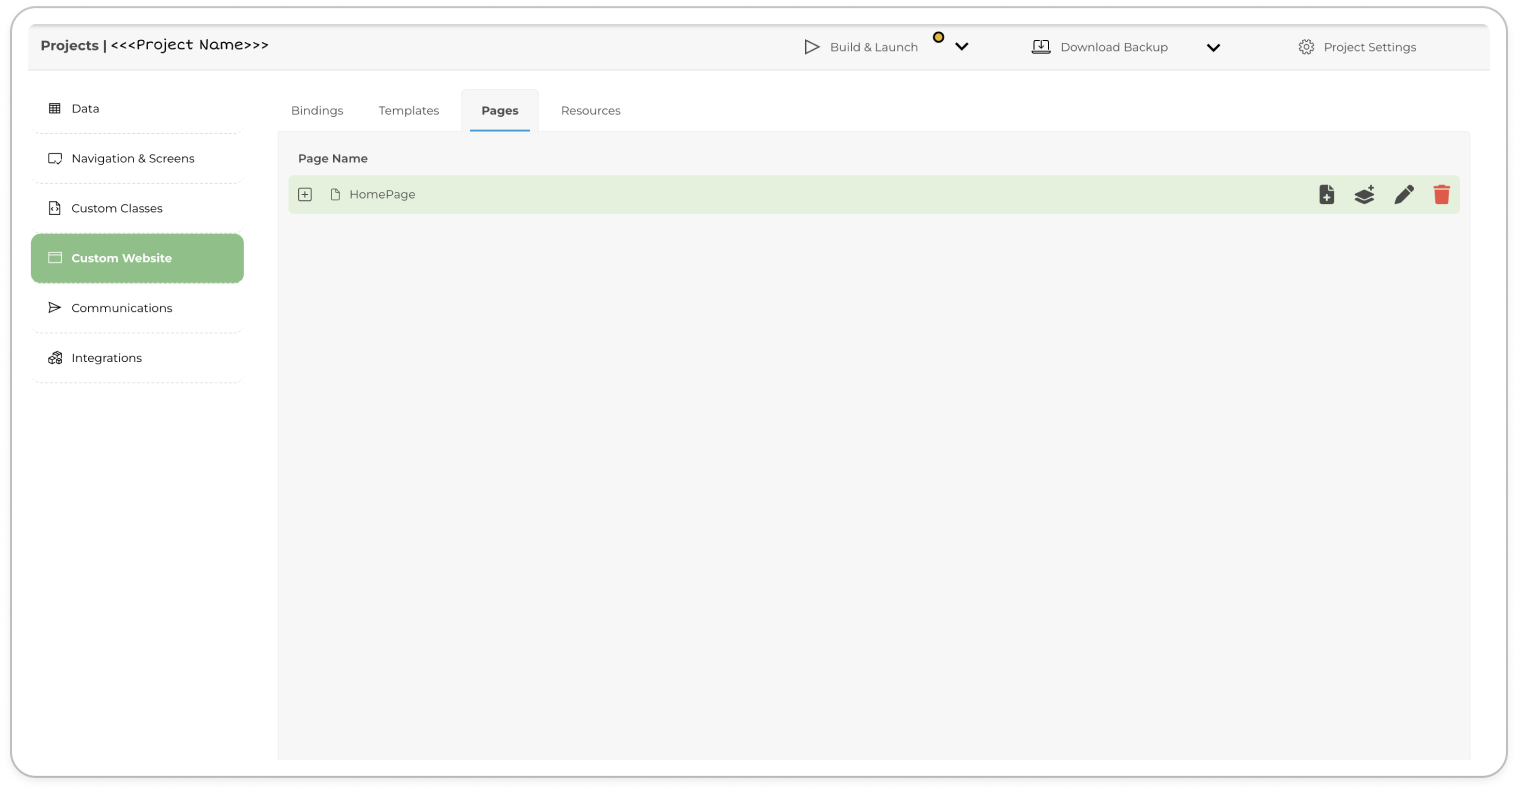 Projects | <<<Project Name>>>
Build & Launch
Download Backup
Project Settings
Data
Navigation & Screens
Custom Classes
Custom Website
Communications
Integrations
Bindings
Templates
Pages
Resources
Page Name
HomePage